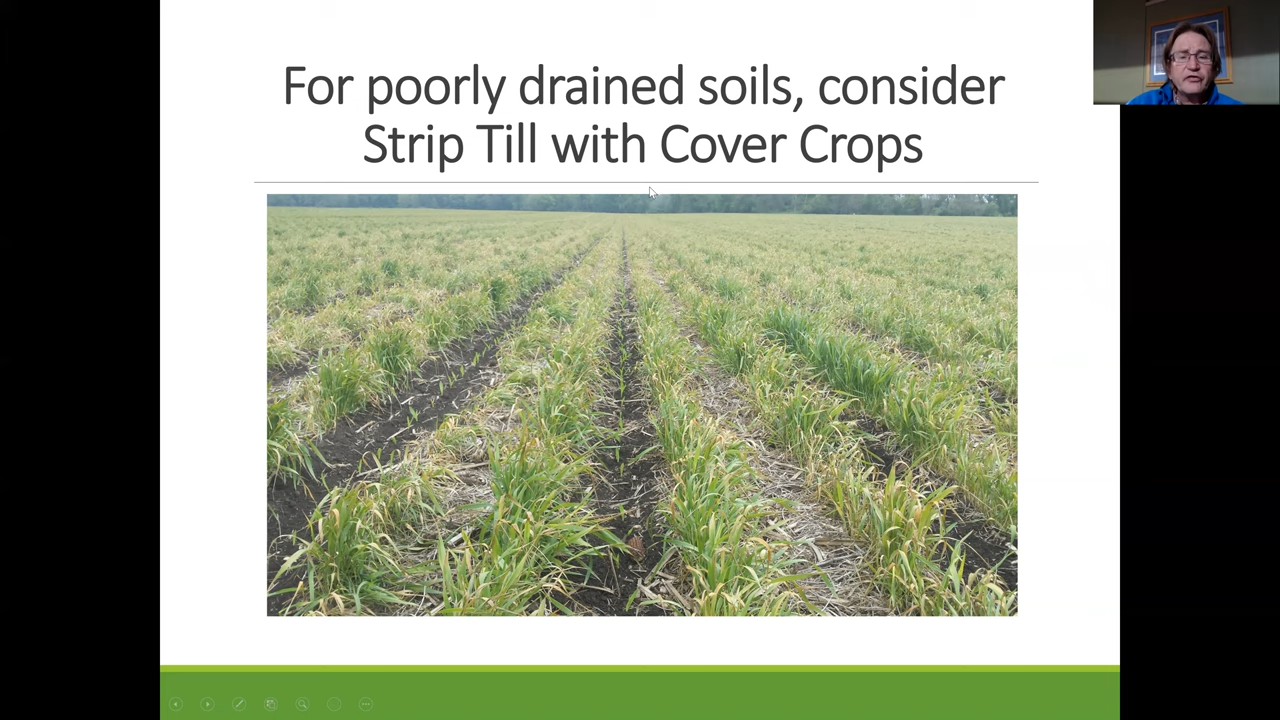 For poorly drained soils, consider
Strip Till with Cover Crops